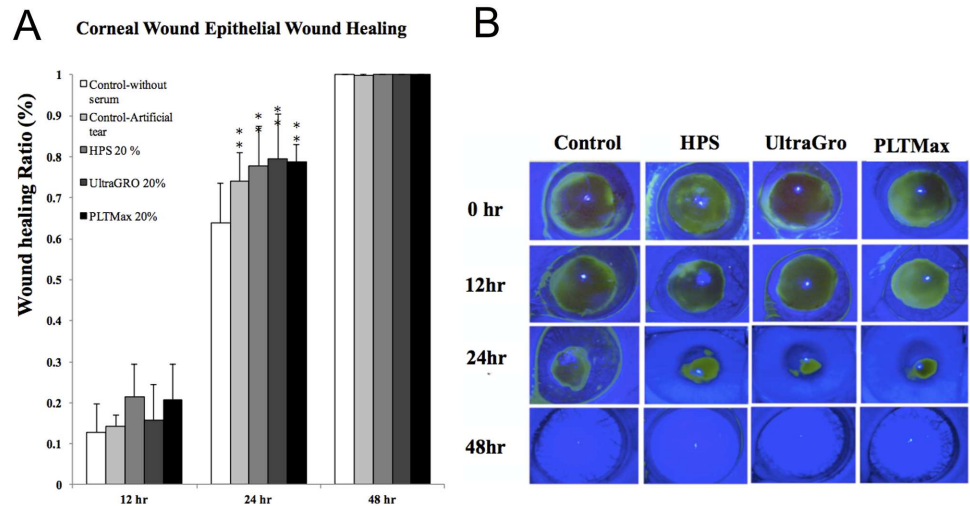 A
Corneal Wound Epithelial Wound Healing
Wound healing Ratio (%)
1
0.9
0.8
0.7
0.6
0.5
0.4
0.3
0.2
0.1
0
Control-without
serum
Control-Artificial
tear
HPS 20 %
UltraGRO 20%
PLTMax 20%
* *
* *
* *
* *
12 hr
24 hr
48 hr
B
Control
HPS
UltraGro
PLTMax
0 hr
12hr
24hr
48hr